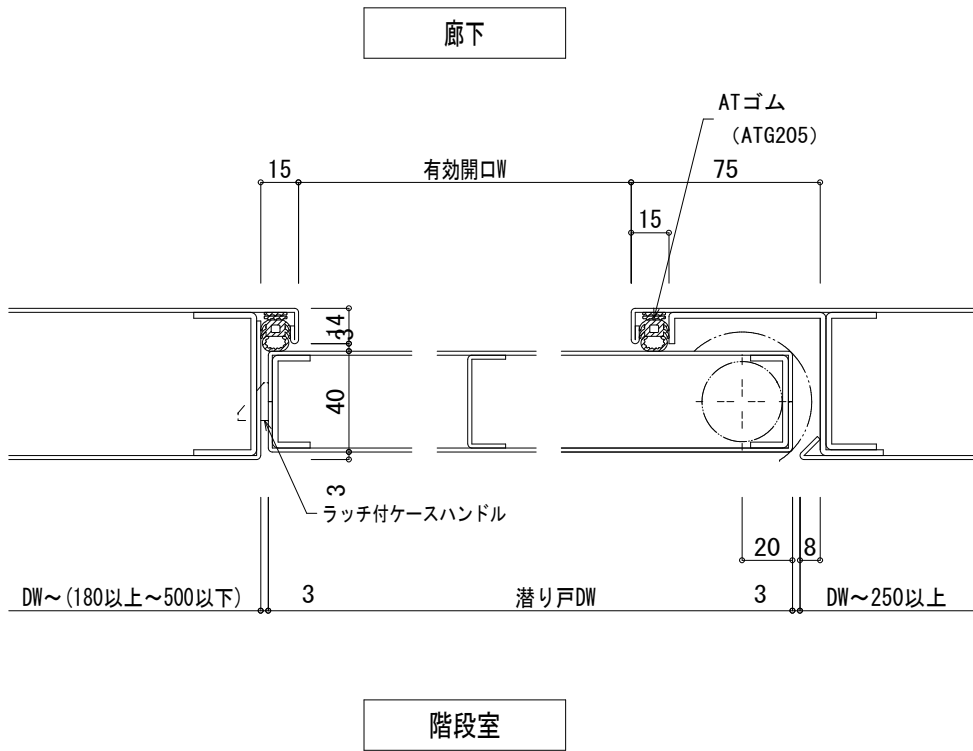 廊下
ATゴム
（ATG205）
15
有効開口W
75
15
14
3
40
3
ラッチ付ケースハンドル
20
8
DW～(180以上～500以下)
3
潜り戸DW
3
DW～250以上
階段室